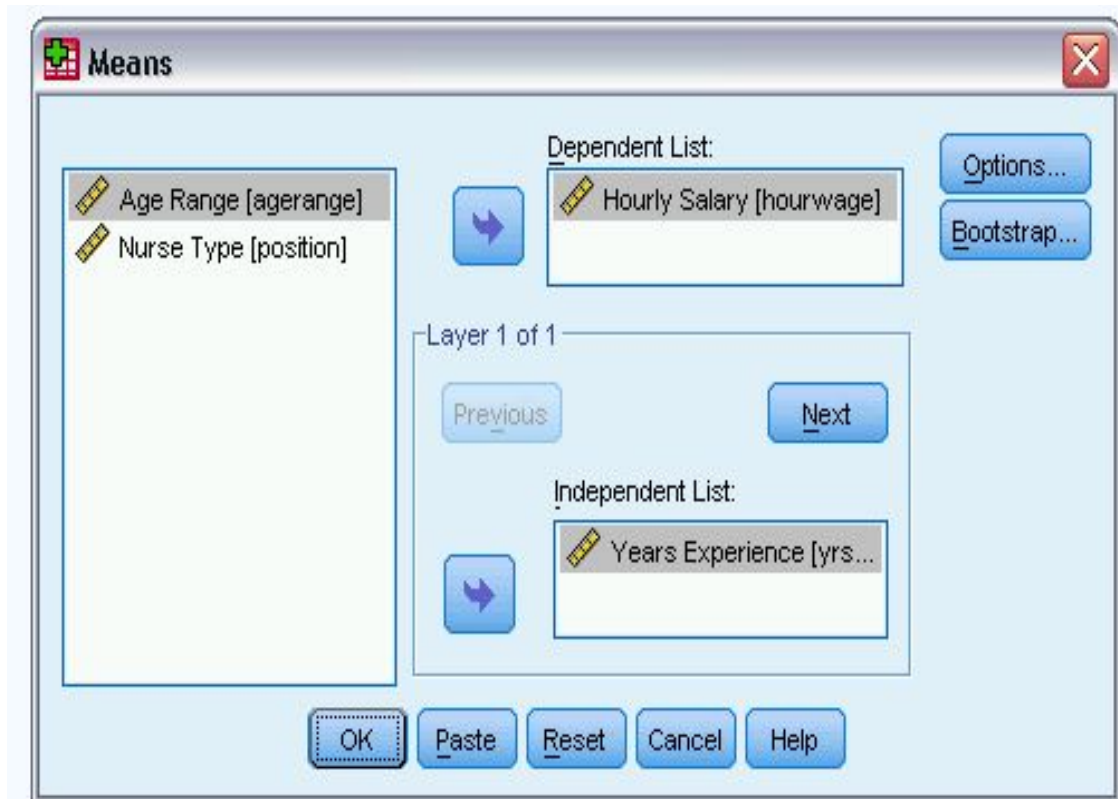 Means
Age Range [agerange]
Nurse Type [position]
Dependent List:
Hourly Salary [hourwage]
Options...
Bootstrap...
Layer 1 of 1
Previous
Next
Independent List:
Years Experience [yrs...
OK
Paste
Reset
Cancel
Help